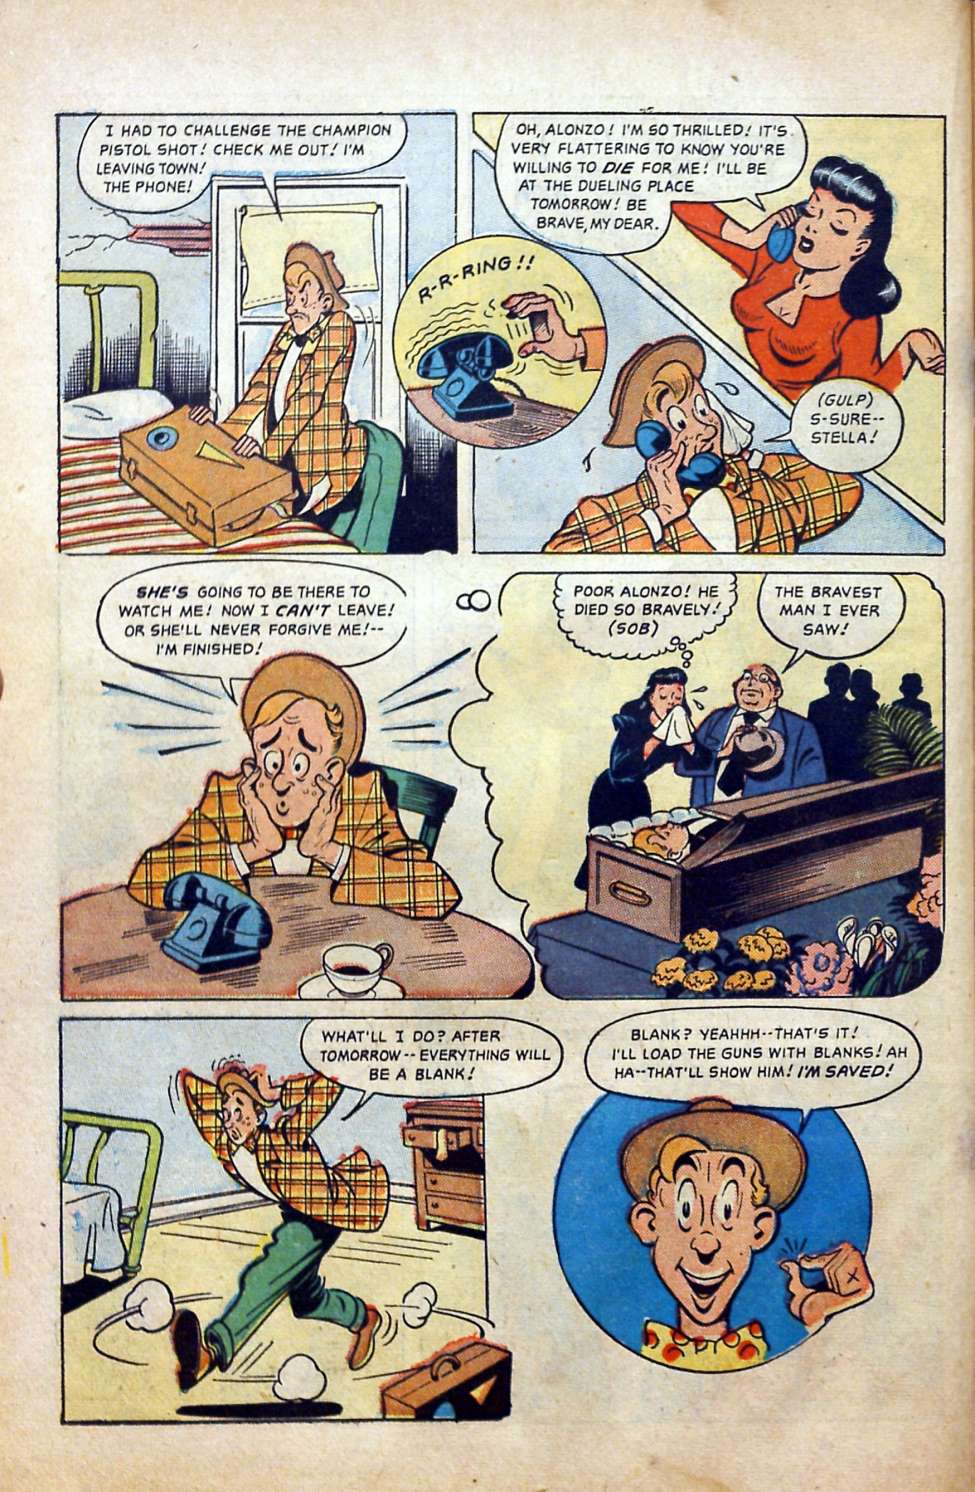 I HAD TO CHALLENGE THE CHAMPION
PISTOL SHOT! CHECK ME OUT! I'M
LEAVING TOWN!
THE PHONE!
R-R-RING!!
OH, ALONZO! I'M SO THRILLED! IT'S
VERY FLATTERING TO KNOW YOU'RE
WILLING TO DIE FOR ME! I'LL BE
AT THE DUELING PLACE
TOMORROW! BE
BRAVE, MY DEAR.
(GULP)
S-SURE--
STELLA!
SHE'S GOING TO BE THERE TO
WATCH ME! NOW I CAN'T LEAVE!
OR SHE'LL NEVER FORGIVE ME!--
I'M FINISHED!
POOR ALONZO! HE
DIED SO BRAVELY!
(SOB)
THE BRAVEST
MAN I EVER
SAW!
WHAT'LL I DO? AFTER
TOMORROW--EVERYTHING WILL
BE A BLANK!
BLANK? YEAHHH--THAT'S IT!
I'LL LOAD THE GUNS WITH BLANKS! AH
HA--THAT'LL SHOW HIM! I'M SAVED!